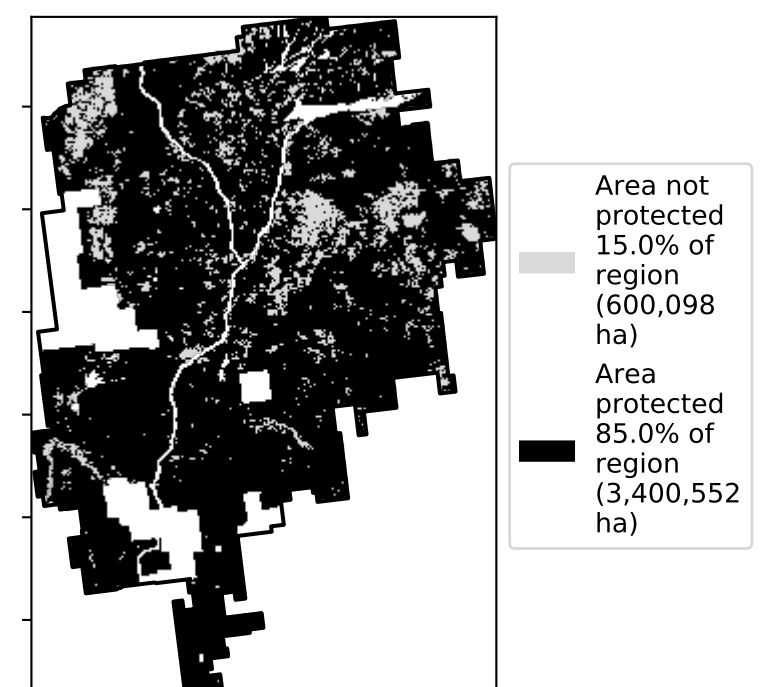 Area not
protected
15.0% of
region
(600,098
ha)
Area
protected
85.0% of
region
(3,400,552
ha)